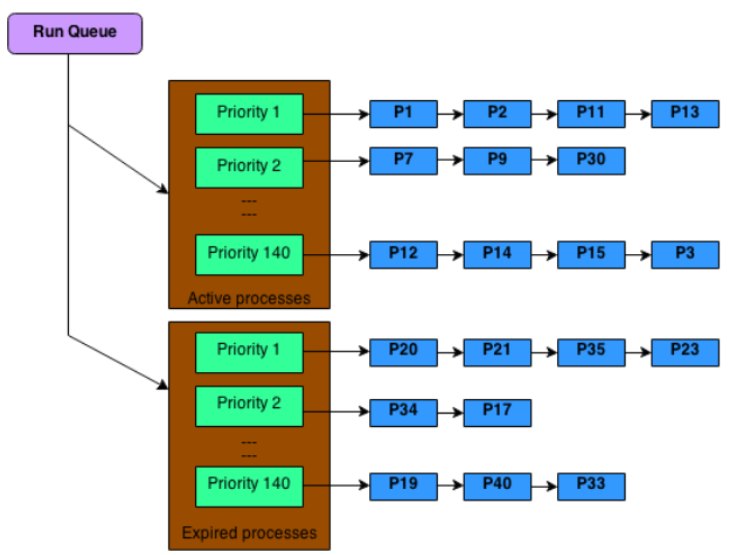 Run Queue
Priority 1 P1 P2 P11 P13
Priority 2 P7 P9 P30
---
---
Priority 140 P12 P14 P15 P3
Active processes
Priority 1 P20 P21 P35 P23
Priority 2 P34 P17
---
---
Priority 140 P19 P40 P33
Expired processes